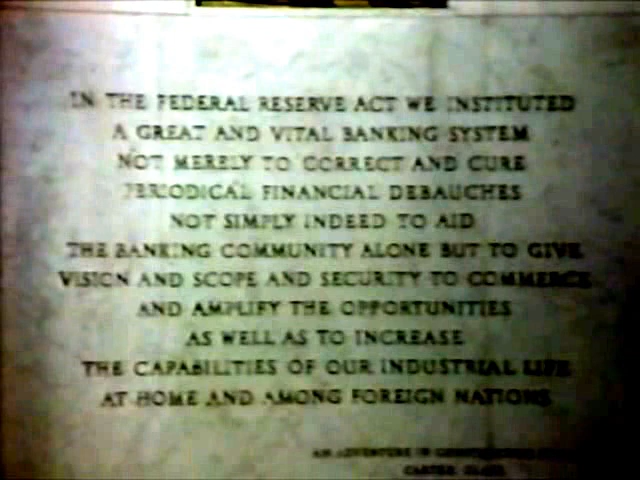 IN THE FEDERAL RESERVE ACT WE INSTITUTED
A GREAT AND VITAL BANKING SYSTEM
NOT MERELY TO CORRECT AND CURE
PERIODICAL FINANCIAL DEBAUCHES
NOT SIMPLY INDEED TO AID
THE BANKING COMMUNITY ALONE BUT TO GIVE
VISION AND SCOPE AND SECURITY TO COMMERCE
AND AMPLIFY THE OPPORTUNITIES
AS WELL AS TO INCREASE
THE CAPABILITIES OF OUR INDUSTRIAL LIFE
AT HOME AND AMONG FOREIGN NATIONS
AN ADVENTURE IN
CARTER GLASS